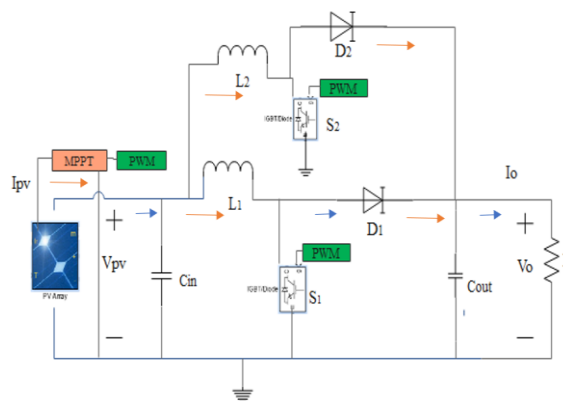 D2
L2
PWM
IGBT/Diode
S2
MPPT
PWM
Ipv
L1
Io
D1
PWM
Vpv
Cin
IGBT/Diode
S1
Cout
Vo
PV Array